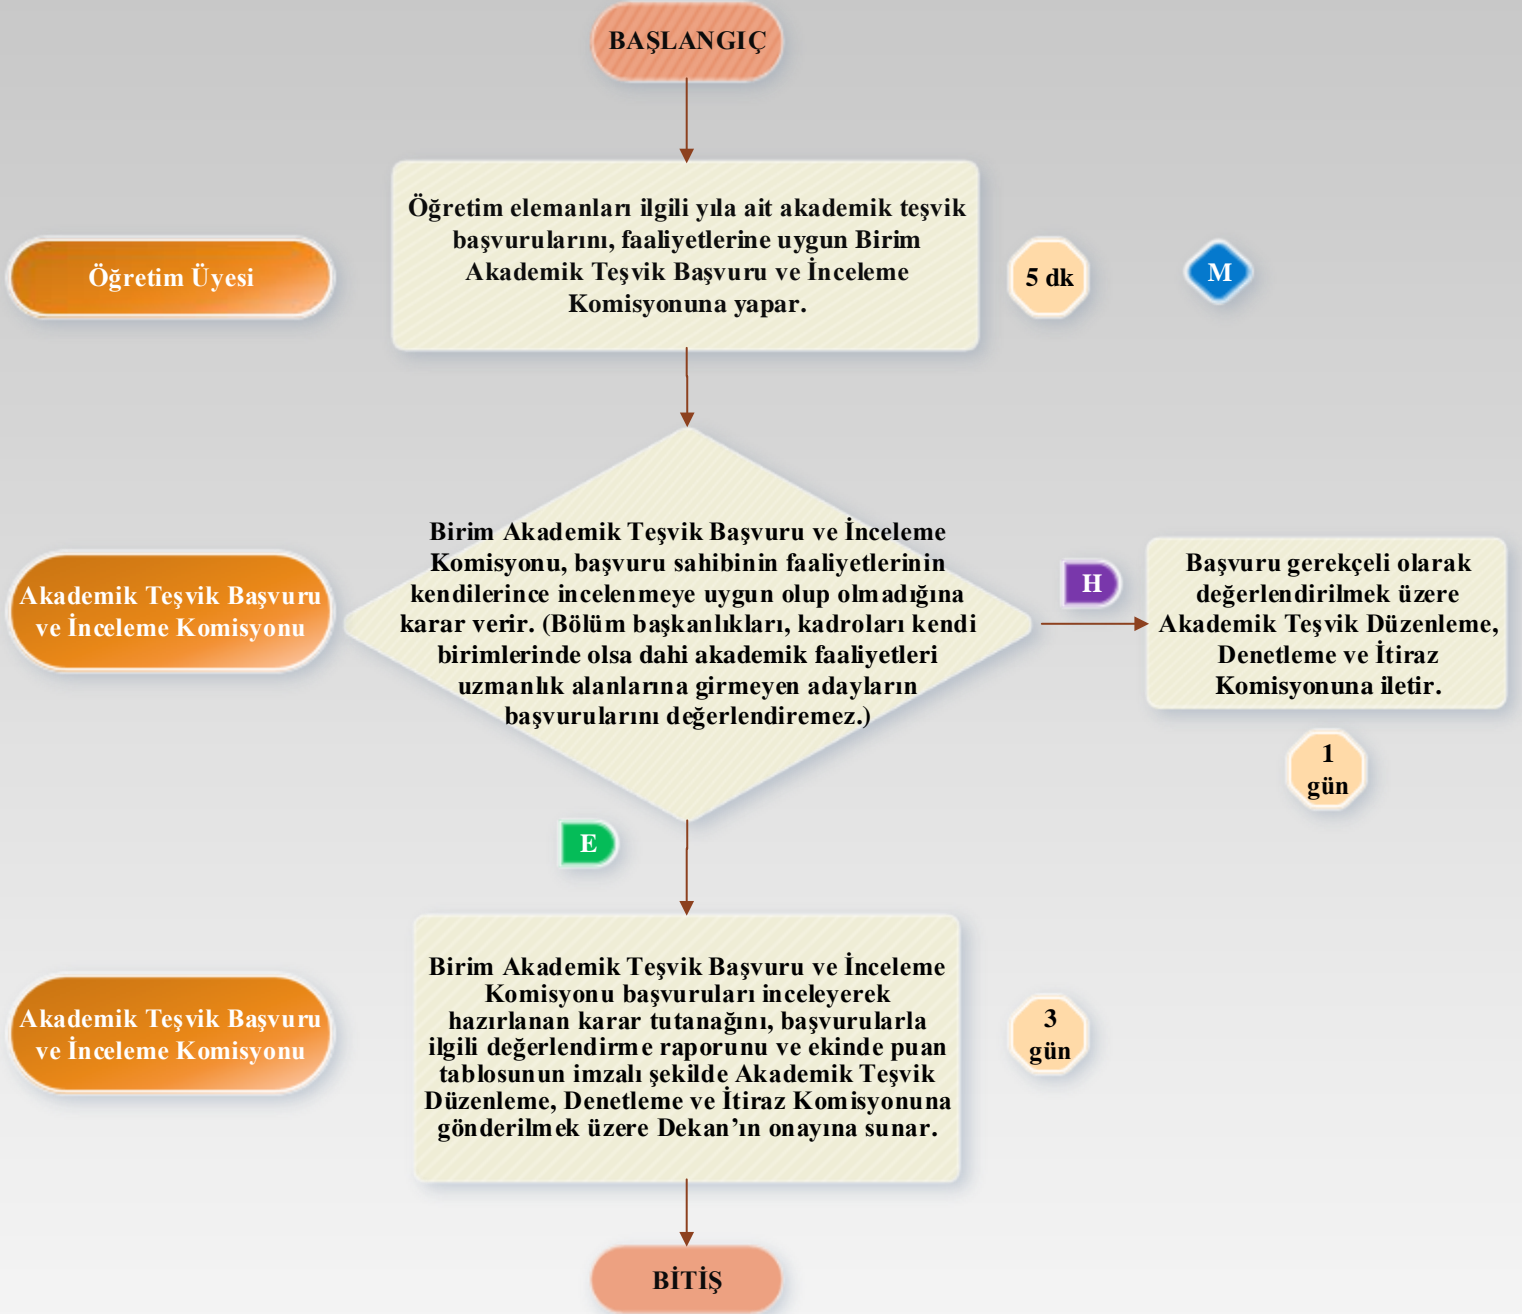 BAŞLANGIÇ
Öğretim elemanları ilgili yıla ait akademik teşvik
başvurularını, faaliyetlerine uygun Birim
Akademik Teşvik Başvuru ve İnceleme
Komisyonuna yapar.
Öğretim Üyesi
5 dk
M
Birim Akademik Teşvik Başvuru ve İnceleme
Komisyonu, başvuru sahibinin faaliyetlerinin
kendilerince incelenmeye uygun olup olmadığına
karar verir. (Bölüm başkanlıkları, kadroları kendi
birimlerinde olsa dahi akademik faaliyetleri
uzmanlık alanlarına girmeyen adayların
başvurularını değerlendiremez.)
Akademik Teşvik Başvuru
ve İnceleme Komisyonu
H
Başvuru gerekçeli olarak
değerlendirilmek üzere
Akademik Teşvik Düzenleme,
Denetleme ve İtiraz
Komisyonuna iletir.
1
gün
E
Birim Akademik Teşvik Başvuru ve İnceleme
Komisyonu başvuruları inceleyerek
hazırlanan karar tutanağını, başvurularla
ilgili değerlendirme raporunu ve ekinde puan
tablosunun imzalı şekilde Akademik Teşvik
Düzenleme, Denetleme ve İtiraz Komisyonuna
gönderilmek üzere Dekan’ın onayına sunar.
Akademik Teşvik Başvuru
ve İnceleme Komisyonu
3
gün
BİTİŞ